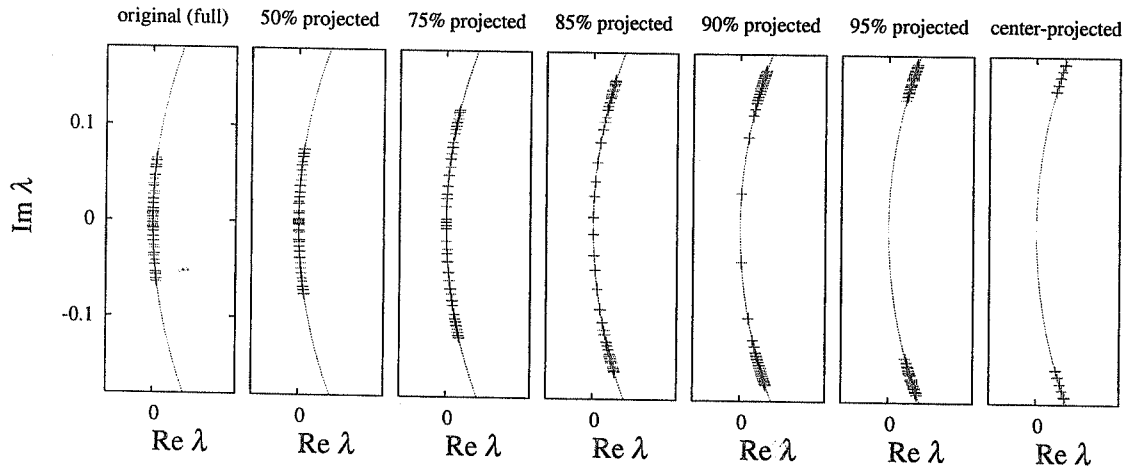 original (full) 50% projected 75% projected 85% projected 90% projected 95% projected center-projected
0.1
0
-0.1
Im λ
0 0 0 0 0 0 0
Re λ Re λ Re λ Re λ Re λ Re λ Re λ